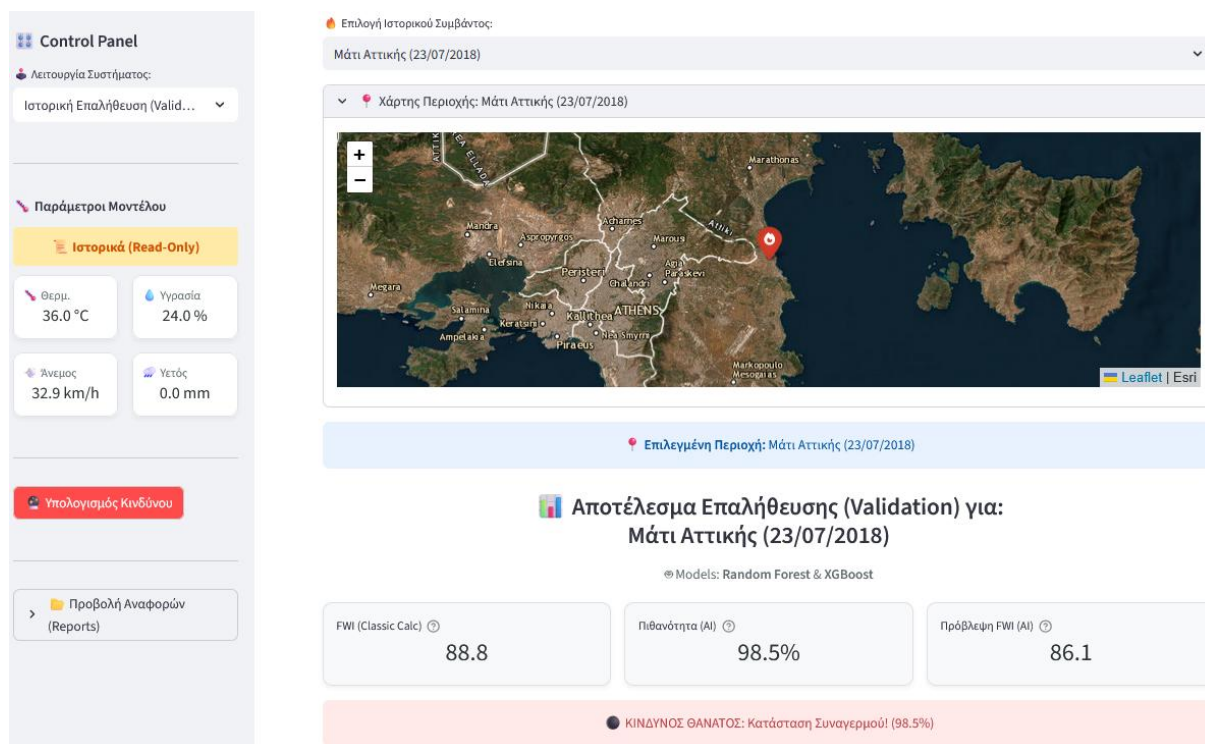 Control Panel
Λειτουργία Συστήματος:
Ιστορική Επαλήθευση (Valid...
Παράμετροι Μοντέλου
Ιστορικά (Read-Only)
Θερμ.
36.0 °C
Υγρασία
24.0 %
Άνεμος
32.9 km/h
Υετός
0.0 mm
Υπολογισμός Κινδύνου
Προβολή Αναφορών
(Reports)
Επιλογή Ιστορικού Συμβάντος:
Μάτι Αττικής (23/07/2018)
Χάρτης Περιοχής: Μάτι Αττικής (23/07/2018)
+
−
ATTIK
EA ELLADA
Marathonas
Mandra
Acharnes
Attiki
Aspropyrgos
Marousi
Elefsina
Peristeri
Agia
Paraskevi
Chalandri
Megara
Salamina
Nikaia
ATHENS
Kallithea
Keratsini
Nea Smyrni
Ampelakia
Piraeus
Markopoulo
Mesogaias
Leaflet | Esri
Επιλεγμένη Περιοχή: Μάτι Αττικής (23/07/2018)
Αποτέλεσμα Επαλήθευσης (Validation) για:
Μάτι Αττικής (23/07/2018)
Models: Random Forest & XGBoost
FWI (Classic Calc)
88.8
Πιθανότητα (AI)
98.5%
Πρόβλεψη FWI (AI)
86.1
ΚΙΝΔΥΝΟΣ ΘΑΝΑΤΟΣ: Κατάσταση Συναγερμού! (98.5%)